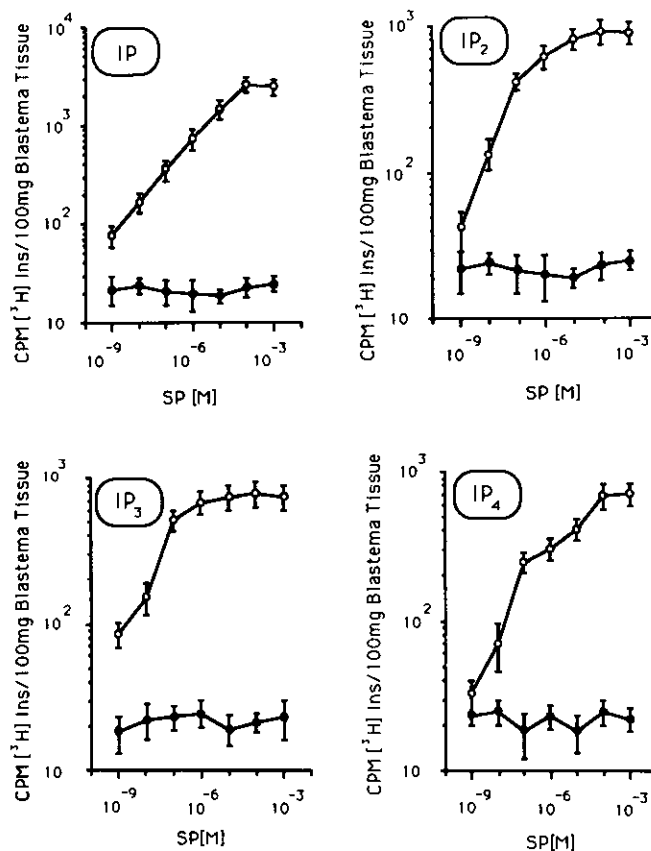 IP
CPM [³H] Ins/100mg Blastema Tissue
10⁴
10³
10²
10
10⁻⁹ 10⁻⁶ 10⁻³
SP [M]
IP₂
CPM [³H] Ins/100mg Blastema Tissue
10³
10²
10
10⁻⁹ 10⁻⁶ 10⁻³
SP [M]
IP₃
CPM [³H] Ins/100mg Blastema Tissue
10³
10²
10
10⁻⁹ 10⁻⁶ 10⁻³
SP[M]
IP₄
CPM [³H] Ins/100mg Blastema Tissue
10³
10²
10
10⁻⁹ 10⁻⁶ 10⁻³
SP [M]